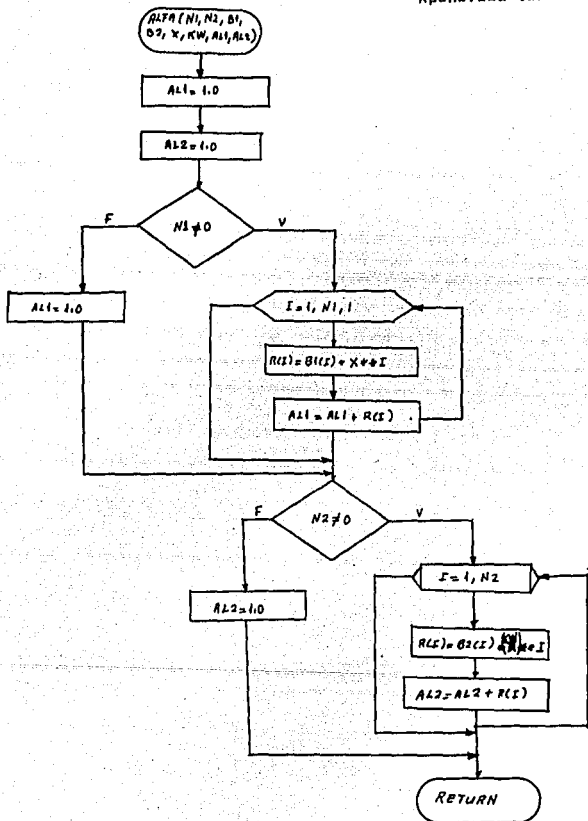 ALFA (N1, N2, B1,
B2, X, KW, AL1, AL2)
AL1 = 1.0
AL2 = 1.0
N1 ≠ 0
F
V
AL1 = 1.0
I = 1, N1, 1
R(I) = B1(I) * X ** I
AL1 = AL1 + R(I)
N2 ≠ 0
F
V
AL2 = 1.0
I = 1, N2
R(I) = B2(I) ** I
AL2 = AL2 + R(I)
RETURN